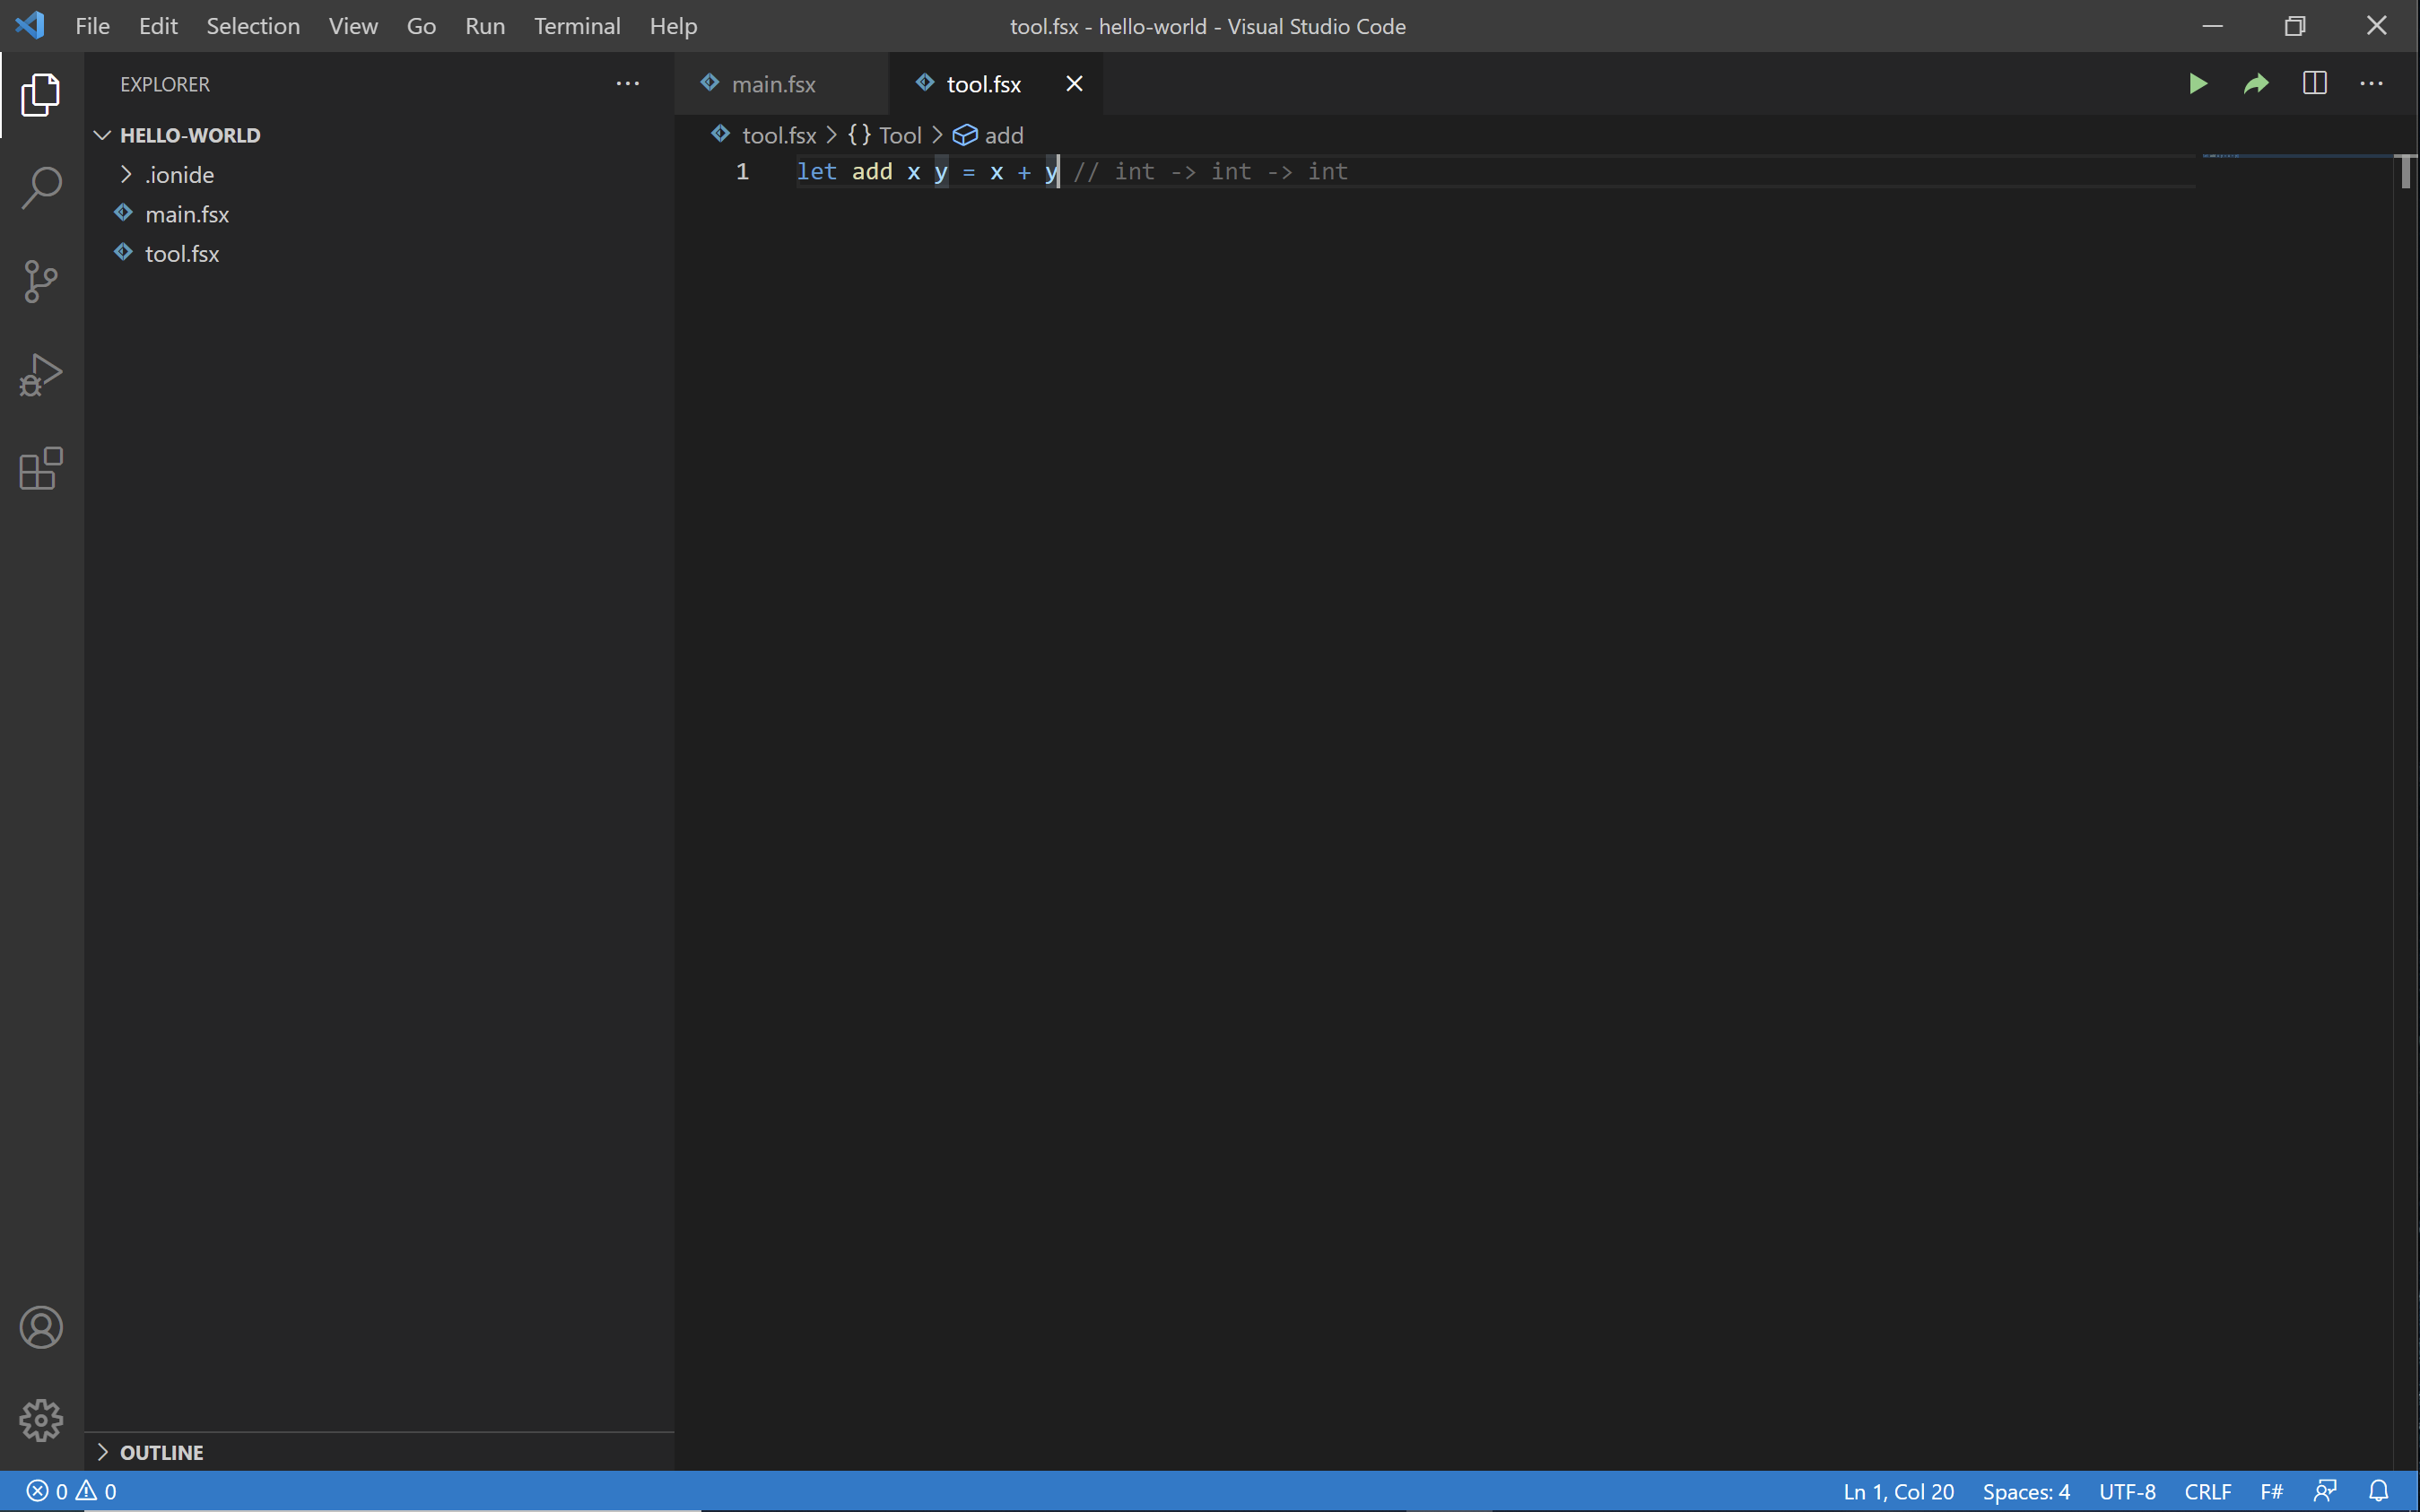 File Edit Selection View Go Run Terminal Help tool.fsx - hello-world - Visual Studio Code
EXPLORER
HELLO-WORLD
.ionide
main.fsx
tool.fsx
OUTLINE
main.fsx tool.fsx
tool.fsx > {} Tool > add
1 let add x y = x + y // int -> int -> int
0 0 Ln 1, Col 20 Spaces: 4 UTF-8 CRLF F#